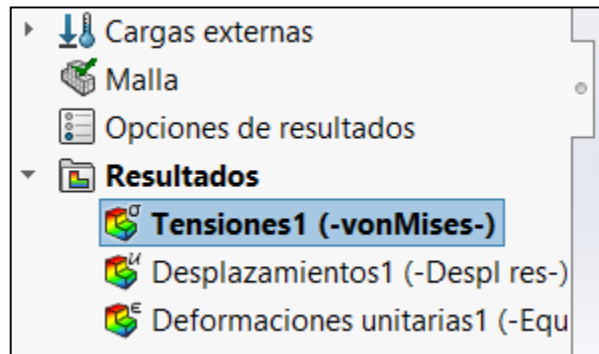 Cargas externas
Malla
Opciones de resultados
Resultados
σ Tensiones1 (-vonMises-)
u Desplazamientos1 (-Despl res-)
ε Deformaciones unitarias1 (-Equ